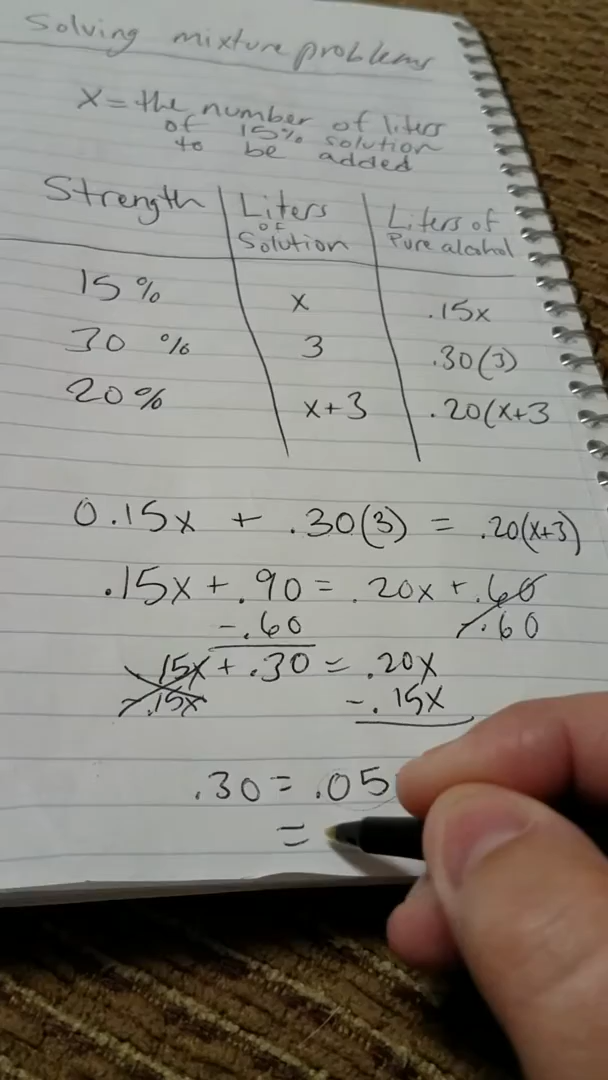 Solving mixture problems
X = the number of liters
of 15% solution
to be added
Strength Liters of Solution Liters of Pure alcohol
15% x .15x
30% 3 .30(3)
20% x+3 .20(x+3
0.15x + .30(3) = .20(x+3)
.15x + .90 = .20x + .60
-.60 -.60
.15x + .30 = .20x
-.15x -.15x
.30 = .05
=